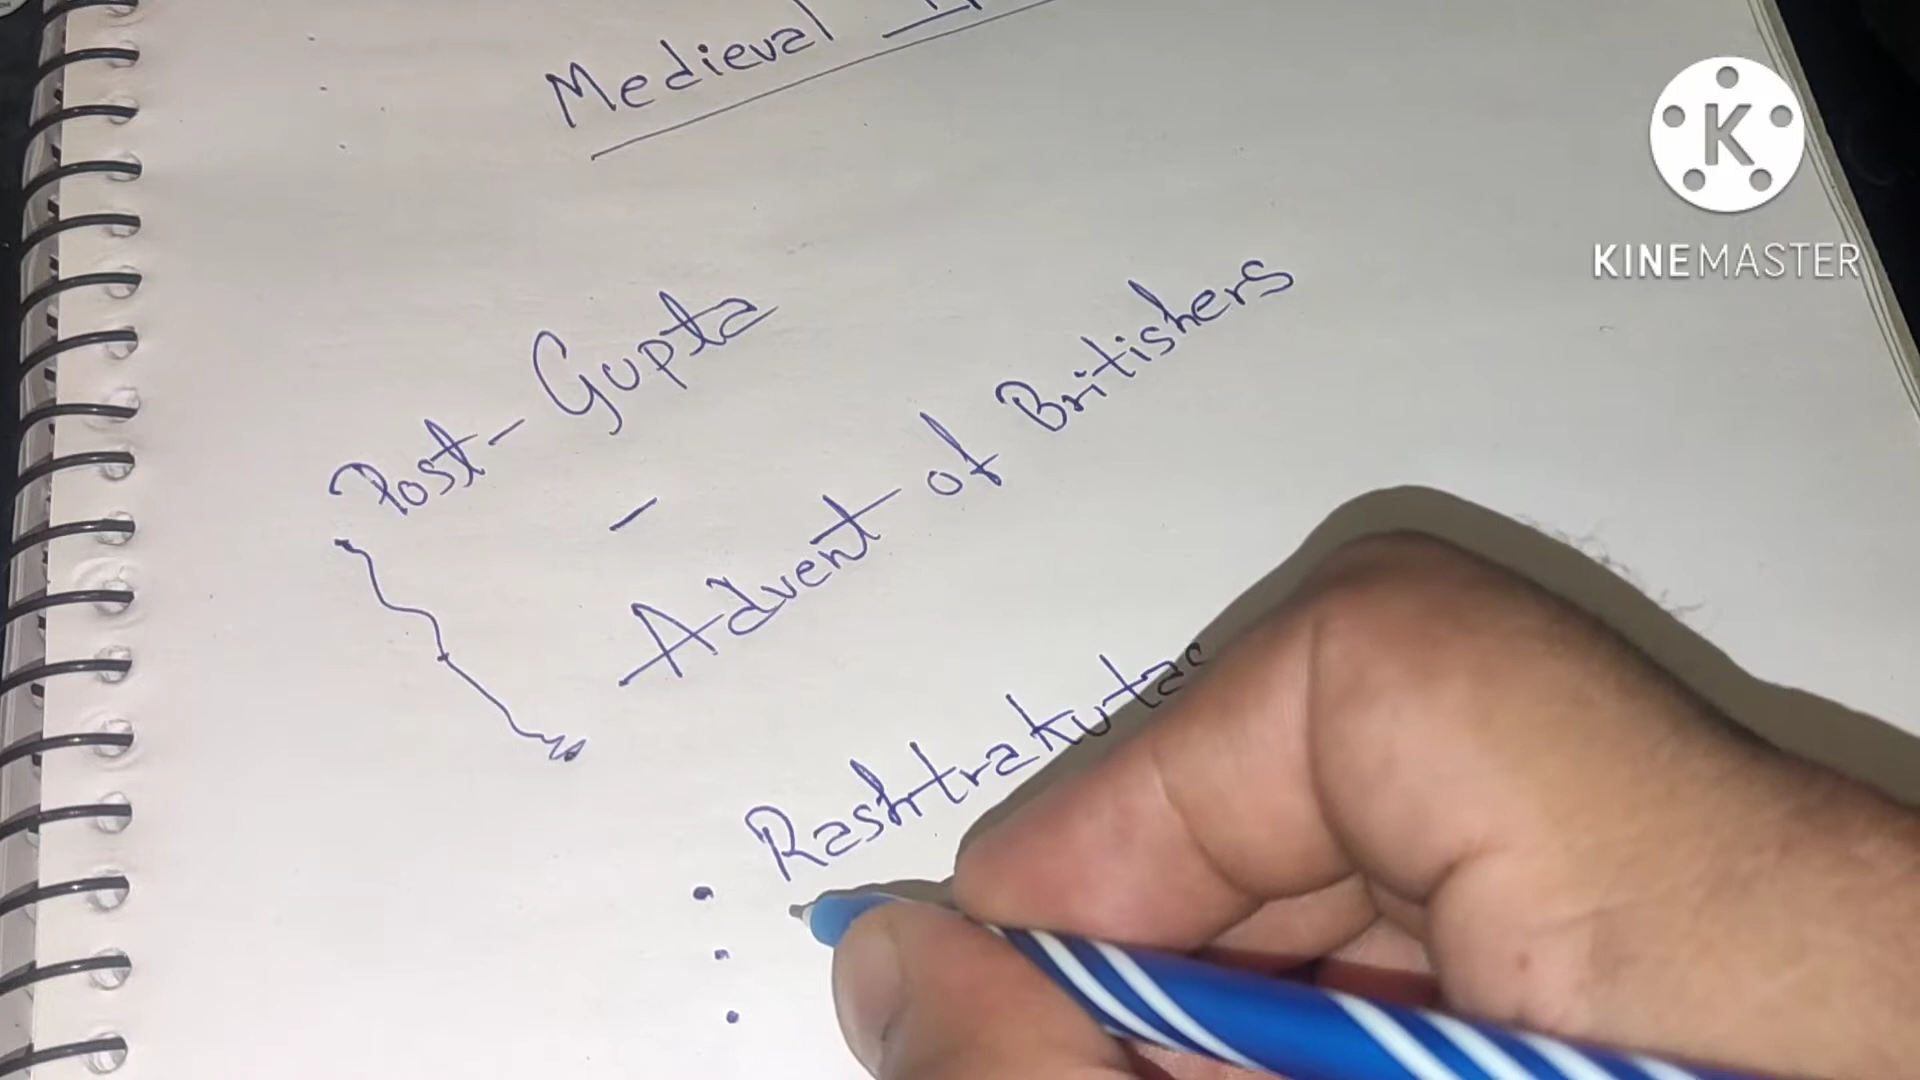 Medieval
KINEMASTER
Post-Gupta
-
Advent of Britishers
• Rashtrakutas
•
•